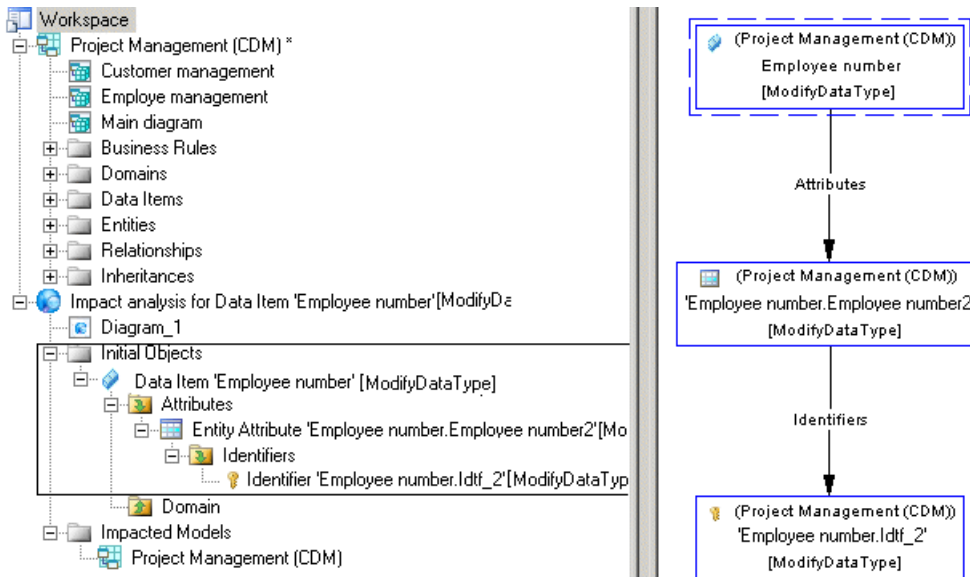 Workspace
Project Management (CDM) *
Customer management
Employe management
Main diagram
Business Rules
Domains
Data Items
Entities
Relationships
Inheritances
Impact analysis for Data Item 'Employee number'[ModifyDa
Diagram_1
Initial Objects
Data Item 'Employee number' [ModifyDataType]
Attributes
Entity Attribute 'Employee number.Employee number2'[Mo
Identifiers
Identifier 'Employee number.Idtf_2'[ModifyDataTyp
Domain
Impacted Models
Project Management (CDM)
(Project Management (CDM))
Employee number
[ModifyDataType]
Attributes
(Project Management (CDM))
'Employee number.Employee number2
[ModifyDataType]
Identifiers
(Project Management (CDM))
'Employee number.Idtf_2'
[ModifyDataType]